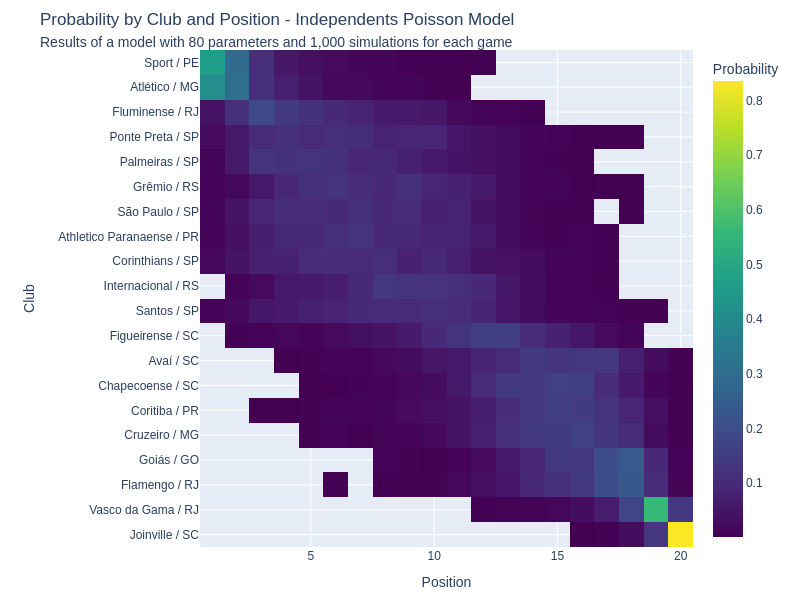 Probability by Club and Position - Independents Poisson Model
Results of a model with 80 parameters and 1,000 simulations for each game
Probability
Sport / PE
Atlético / MG
Fluminense / RJ
Ponte Preta / SP
Palmeiras / SP
Grêmio / RS
São Paulo / SP
Athletico Paranaense / PR
Corinthians / SP
Internacional / RS
Santos / SP
Figueirense / SC
Avaí / SC
Chapecoense / SC
Coritiba / PR
Cruzeiro / MG
Goiás / GO
Flamengo / RJ
Vasco da Gama / RJ
Joinville / SC
Club
5 10 15 20
Position
0.8
0.7
0.6
0.5
0.4
0.3
0.2
0.1